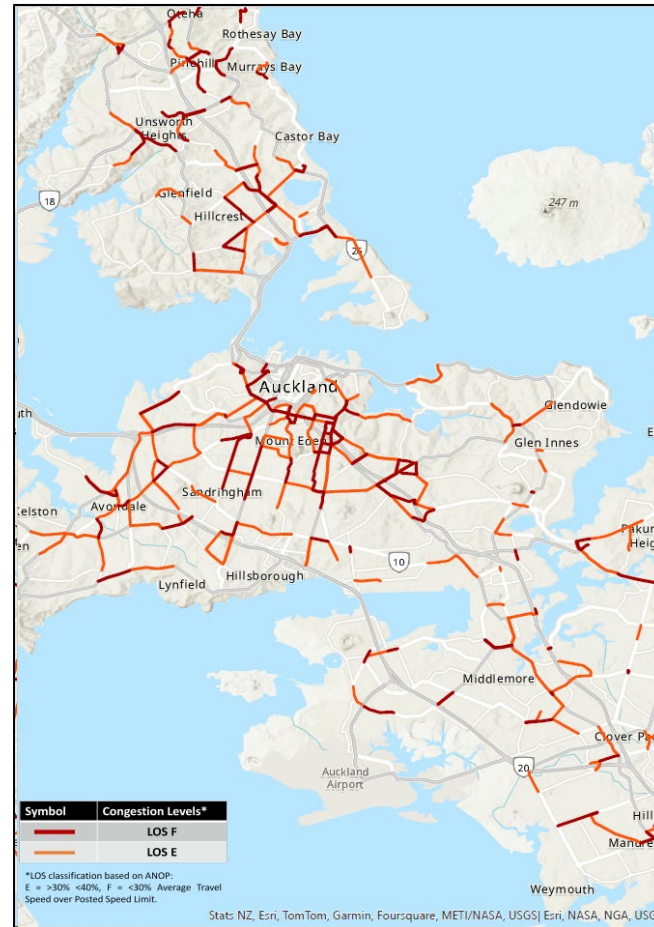 Oteha
Rothesay Bay
Pinehill
Murrays Bay
Unsworth
Heights
Castor Bay
18
Glenfield
247 m
Hillcrest
26
Auckland
Glendowie
Mount Eden
Glen Innes
Sandringham
Kelston
Avondale
Lynfield
Hillsborough
10
Middlemore
Auckland
Airport
20
Weymouth
Symbol Congestion Levels*
LOS F
LOS E
*LOS classification based on ANOP:
E = >30% <40%, F = <30% Average Travel
Speed over Posted Speed Limit.
Stats NZ, Esri, TomTom, Garmin, Foursquare, METI/NASA, USGS| Esri, NASA, NGA, USG